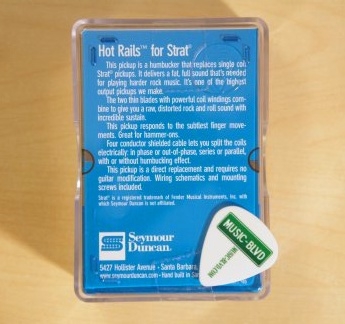 Hot Rails™ for Strat®
This pickup is a humbucker that replaces single coil
Strat® pickups. It delivers a fat, full sound that's needed
for playing harder rock music. It's one of the highest
output pickups we make.
The two thin blades with powerful coil windings com-
bine to give you a raw, distorted rock and roll sound with
incredible sustain.
This pickup responds to the subtlest finger move-
ments. Great for hammer-ons.
Four conductor shielded cable lets you split the coils
electrically: in phase or out-of-phase, series or parallel,
with or without humbucking effect.
This pickup is a direct replacement and requires no
guitar modification. Wiring schematics and mounting
screws included.
Strat® is a registered trademark of Fender Musical Instruments, Inc. with
which Seymour Duncan is not affiliated.
Seymour
Duncan.
5427 Hollister Avenue • Santa Barbara,
www.seymourduncan.com • Hand built in
MUSIC-BLVD